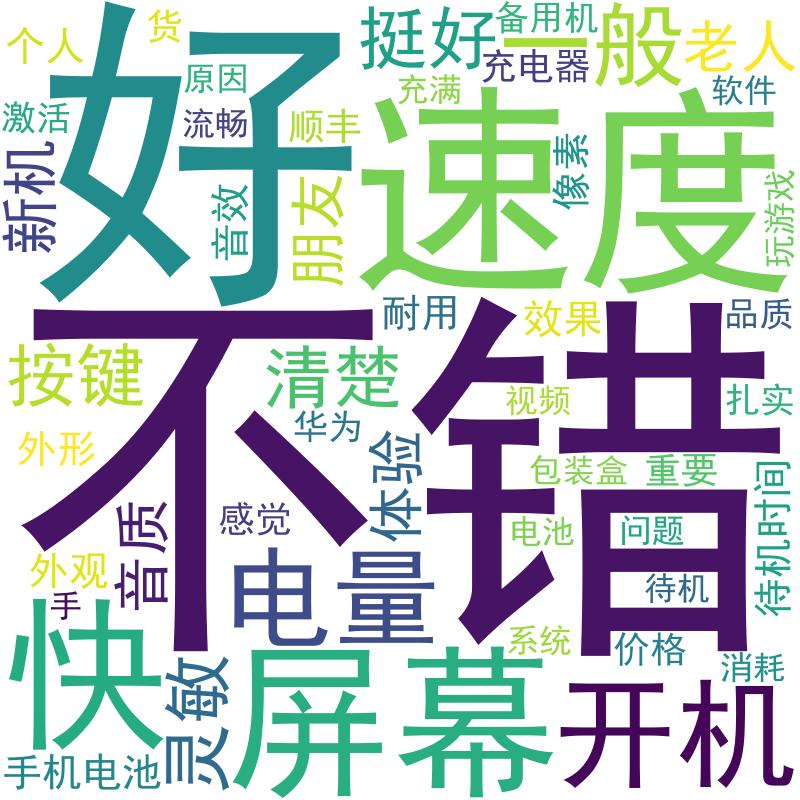 个人
货
好
挺好
备用机
一般
老人
充电器
原因
充满
软件
激活
流畅
顺丰
速度
像素
新机
音效
朋友
玩游戏
不错
耐用
效果
品质
按键
清楚
视频
扎实
华为
外形
体验
包装盒
重要
待机时间
音质
感觉
电池
问题
外观
电量
待机
手
快
灵敏
屏幕
系统
价格
消耗
开机
手机电池